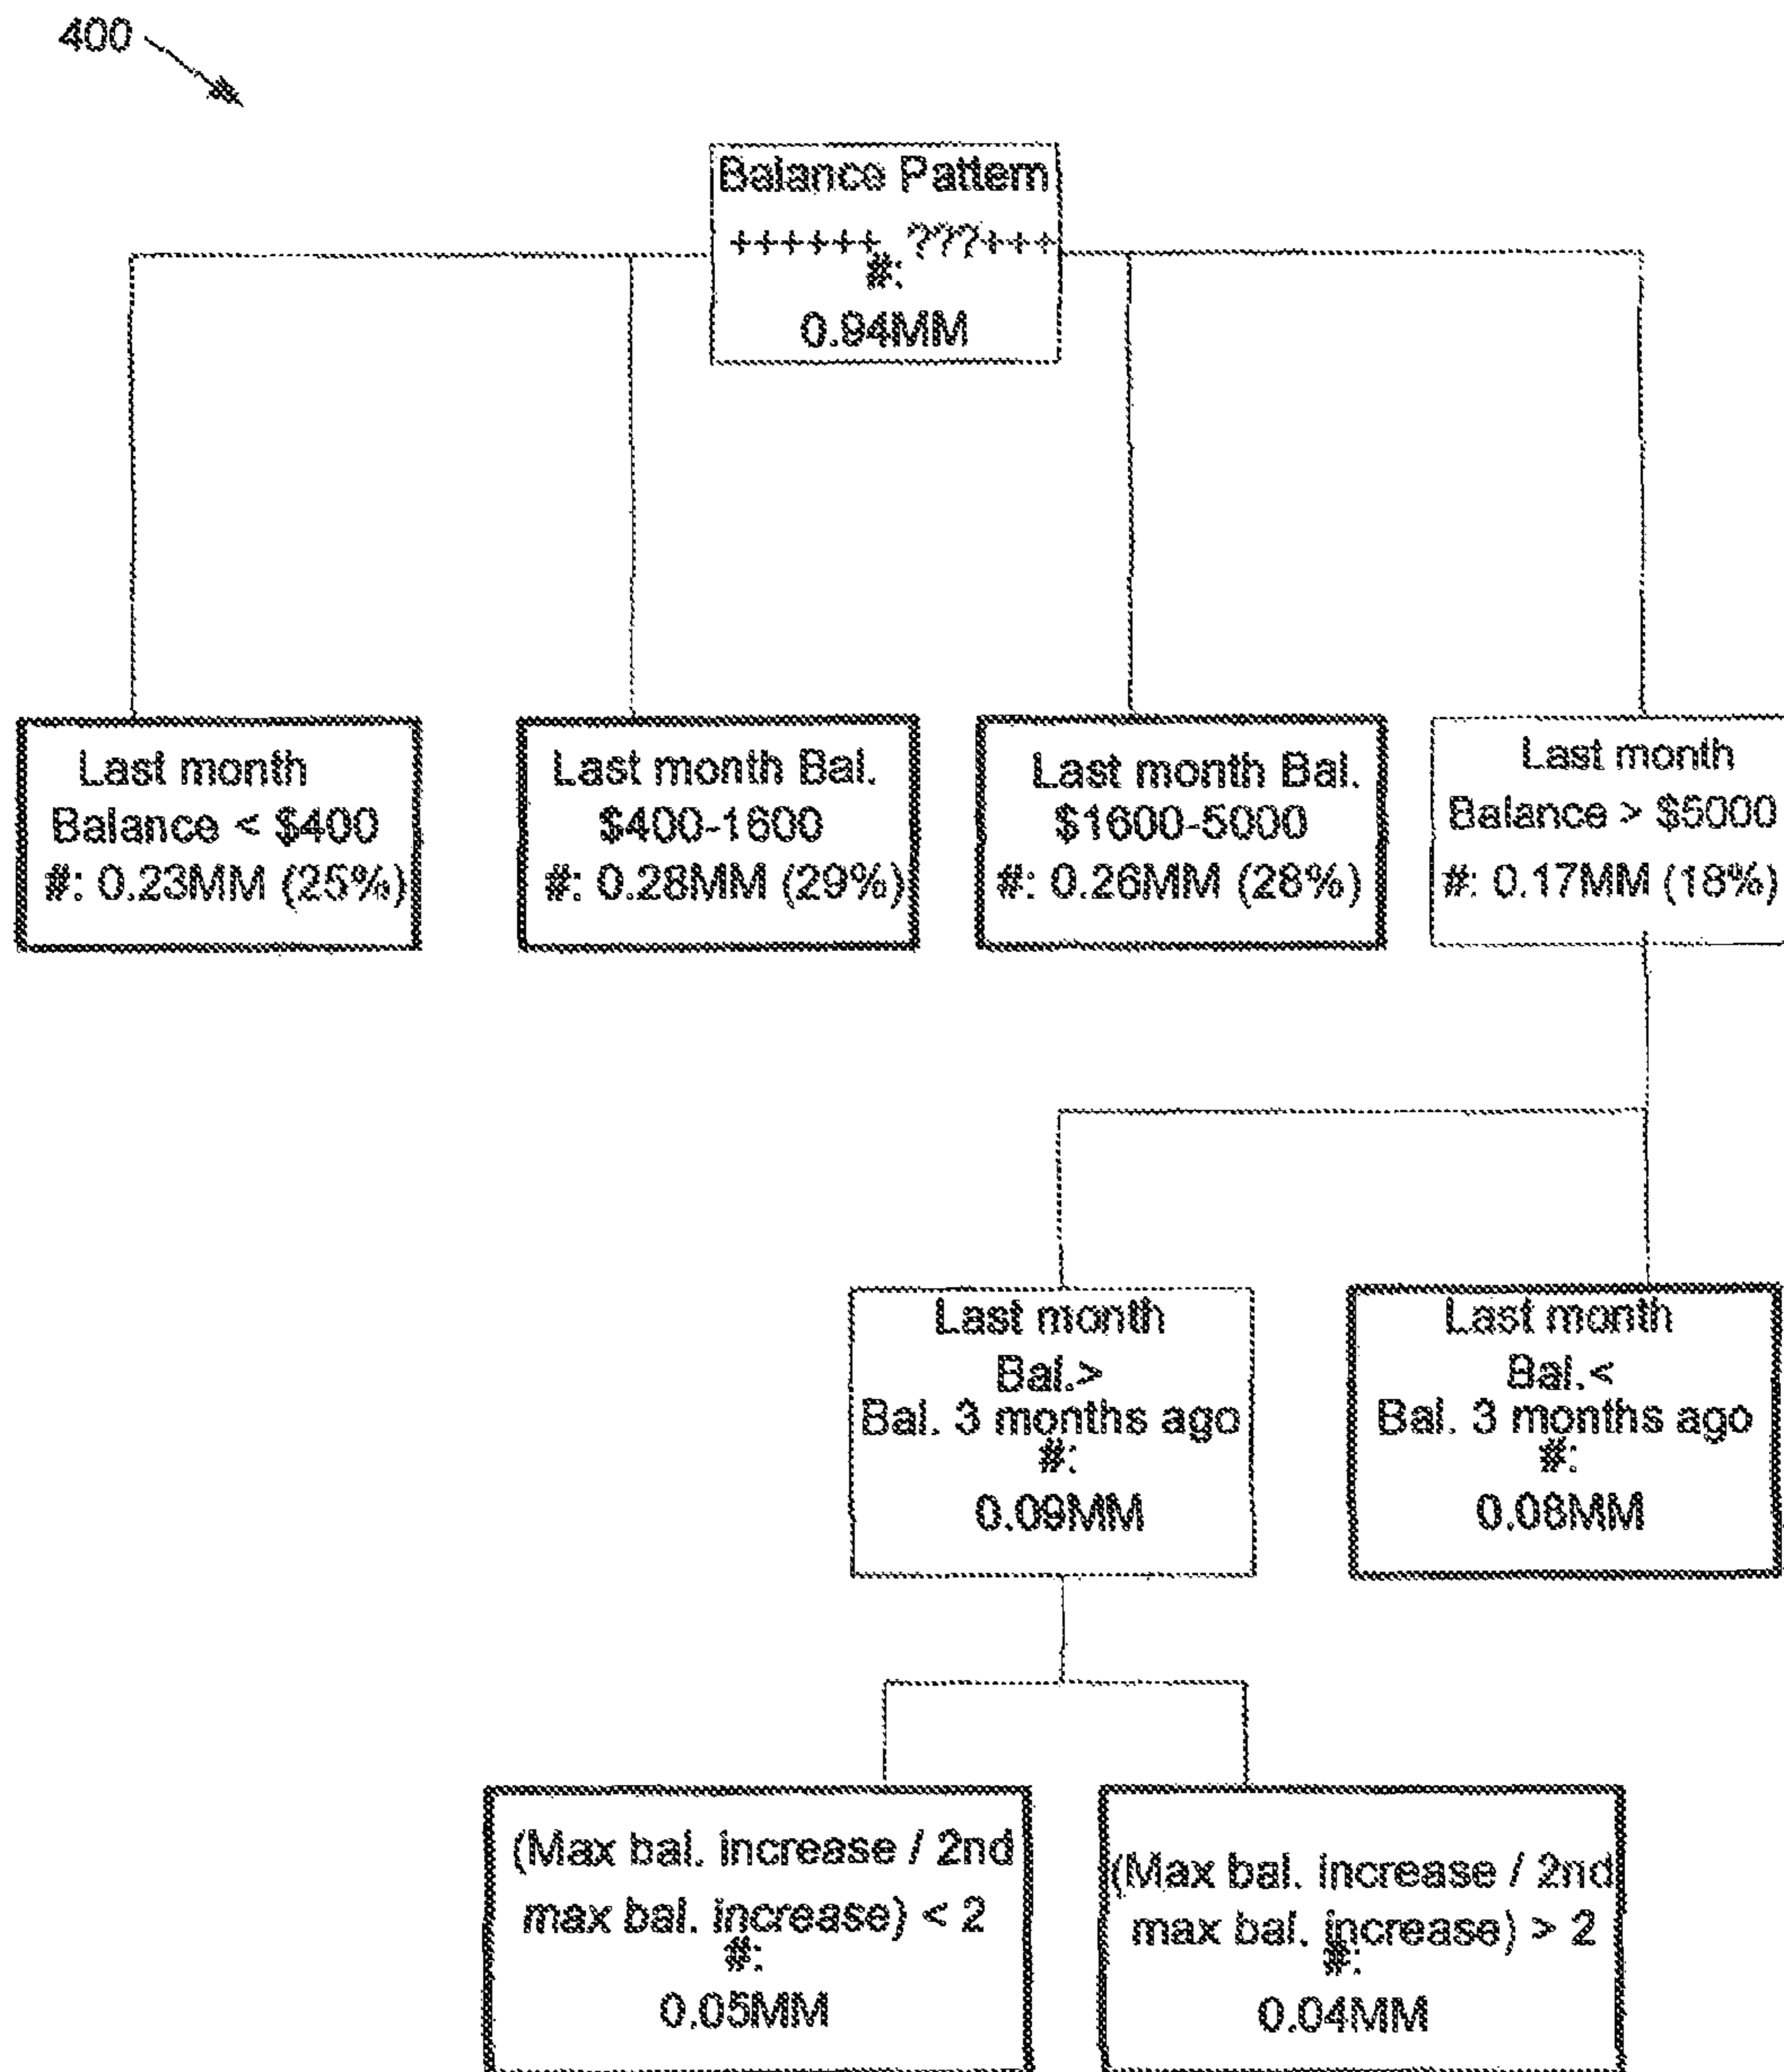 400
Balance Pattern
++++++, ???+++
#:
0.94MM
Last month
Balance < $400
#: 0.23MM (25%)
Last month Bal.
$400-1600
#: 0.28MM (29%)
Last month Bal.
$1600-5000
#: 0.26MM (28%)
Last month
Balance > $5000
#: 0.17MM (18%)
Last month
Bal.>
Bal. 3 months ago
#:
0.09MM
Last month
Bal.<
Bal. 3 months ago
#:
0.08MM
(Max bal. increase / 2nd
max bal. increase) < 2
#:
0.05MM
(Max bal. increase / 2nd
max bal. increase) > 2
#:
0.04MM